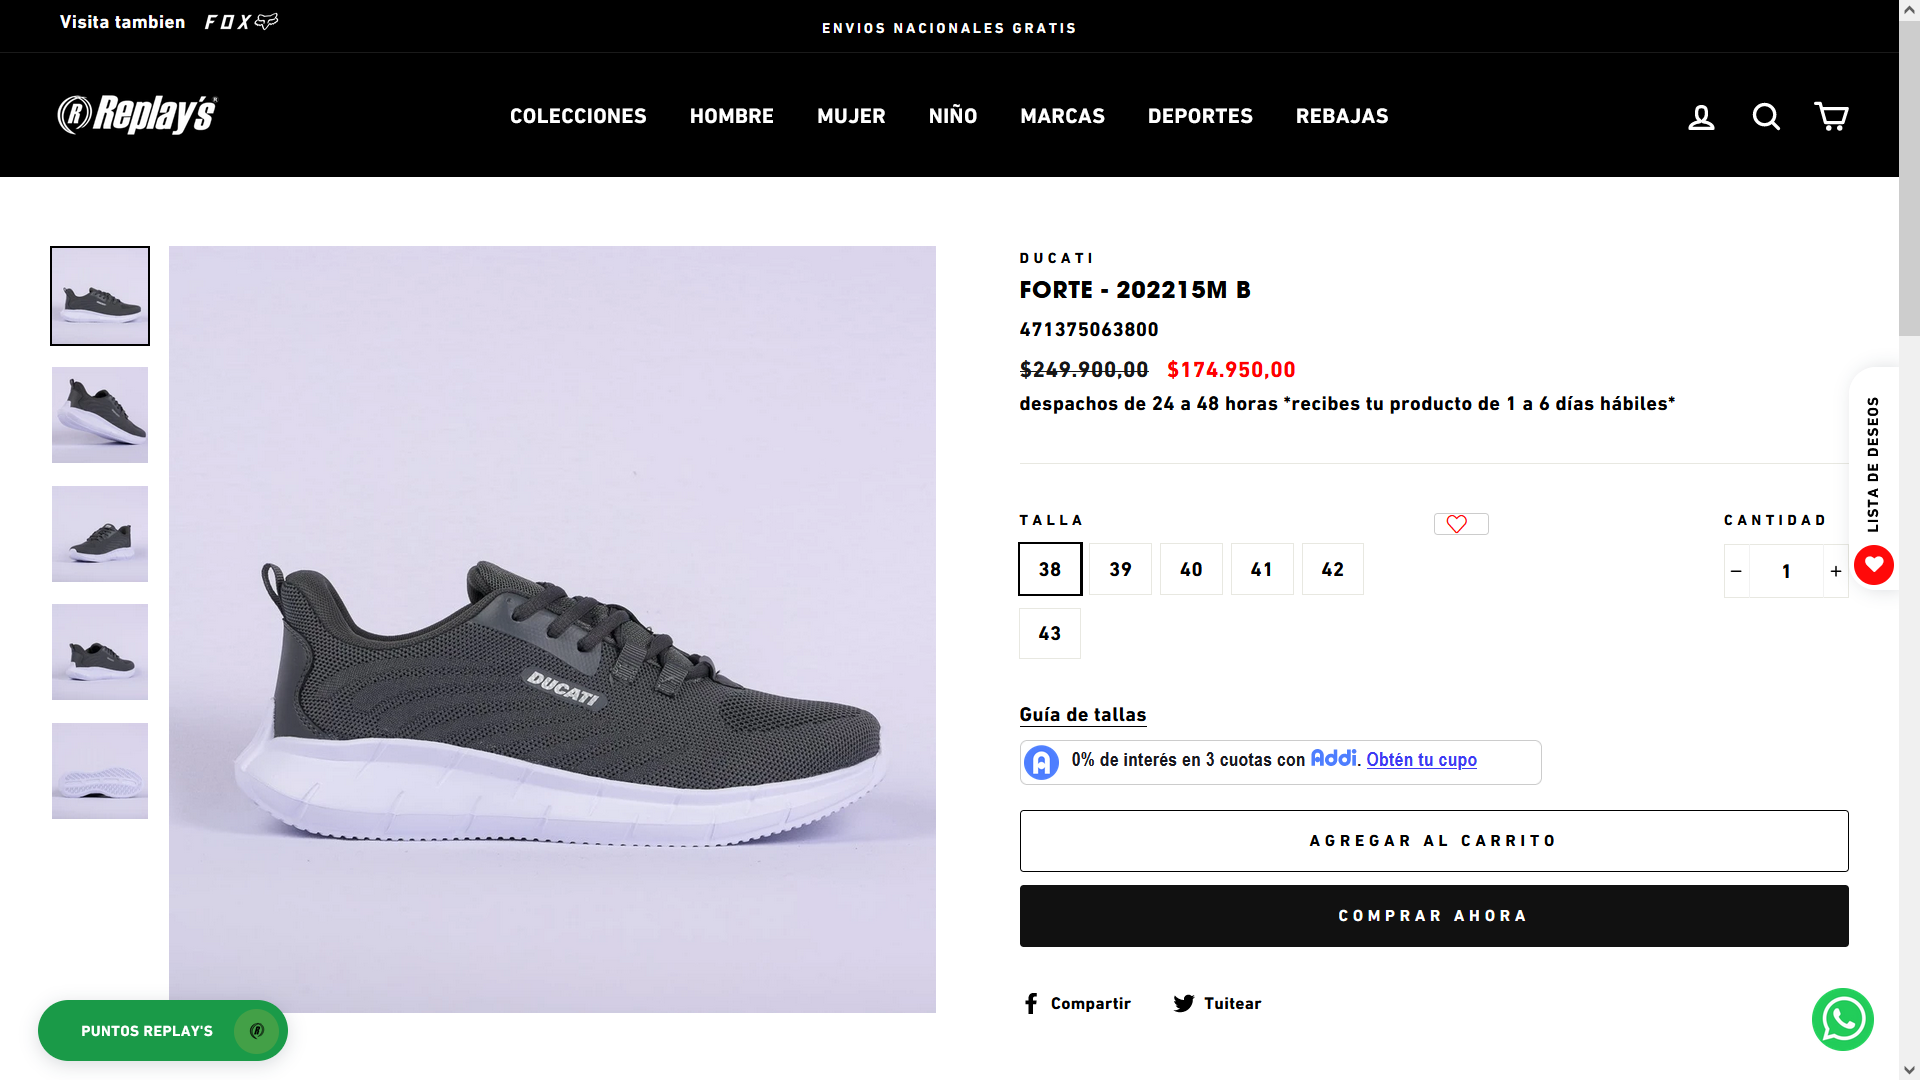 Visita tambien FOX
ENVIOS NACIONALES GRATIS
Replay's
COLECCIONES HOMBRE MUJER NIÑO MARCAS DEPORTES REBAJAS
DUCATI
FORTE - 202215M B
471375063800
$249.900,00 $174.950,00
despachos de 24 a 48 horas *recibes tu producto de 1 a 6 días hábiles*
LISTA DE DESEOS
TALLA
CANTIDAD
38 39 40 41 42
43
− 1 +
DUCATI
Guía de tallas
0% de interés en 3 cuotas con Addi. Obtén tu cupo
AGREGAR AL CARRITO
COMPRAR AHORA
Compartir Tuitear
PUNTOS REPLAY'S